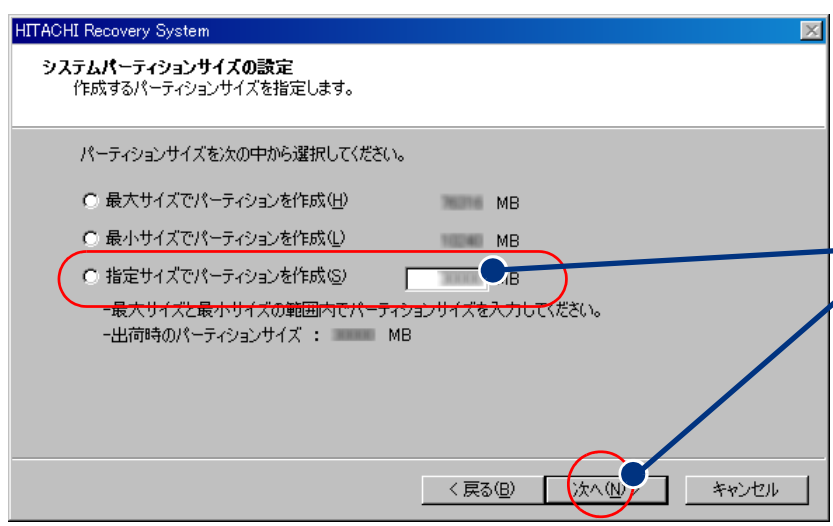 HITACHI Recovery System
システムパーティションサイズの設定
作成するパーティションサイズを指定します。
パーティションサイズを次の中から選択してください。
最大サイズでパーティションを作成(H) MB
最小サイズでパーティションを作成(L) MB
指定サイズでパーティションを作成(S) MB
-最大サイズと最小サイズの範囲内でパーティションサイズを入力してください。
-出荷時のパーティションサイズ : MB
< 戻る(B) 次へ(N) > キャンセル